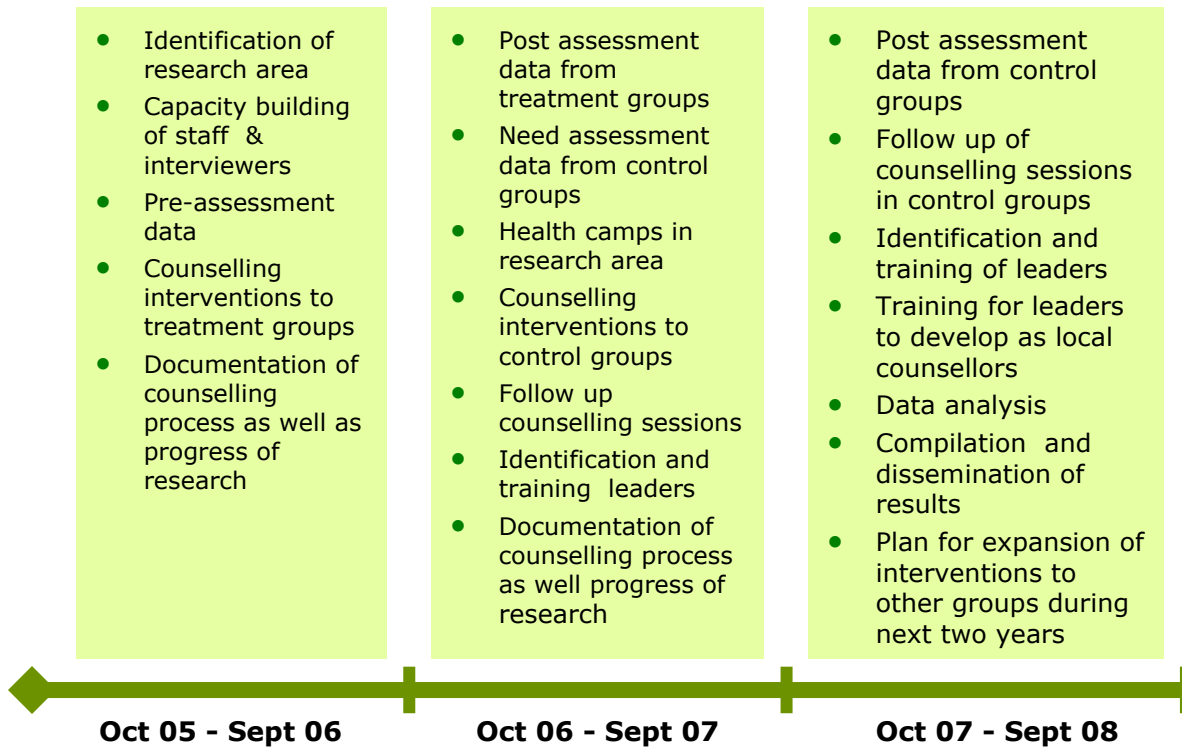 • Identification of
research area
• Capacity building
of staff &
interviewers
• Pre-assessment
data
• Counselling
interventions to
treatment groups
• Documentation of
counselling
process as well as
progress of
research
• Post assessment
data from
treatment groups
• Need assessment
data from control
groups
• Health camps in
research area
• Counselling
interventions to
control groups
• Follow up
counselling sessions
• Identification and
training leaders
• Documentation of
counselling process
as well progress of
research
• Post assessment
data from control
groups
• Follow up of
counselling sessions
in control groups
• Identification and
training of leaders
• Training for leaders
to develop as local
counsellors
• Data analysis
• Compilation and
dissemination of
results
• Plan for expansion of
interventions to
other groups during
next two years
Oct 05 - Sept 06
Oct 06 - Sept 07
Oct 07 - Sept 08